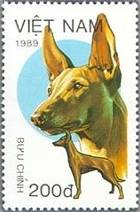 VIỆT NAM
1989
BƯU CHÍNH
200đ